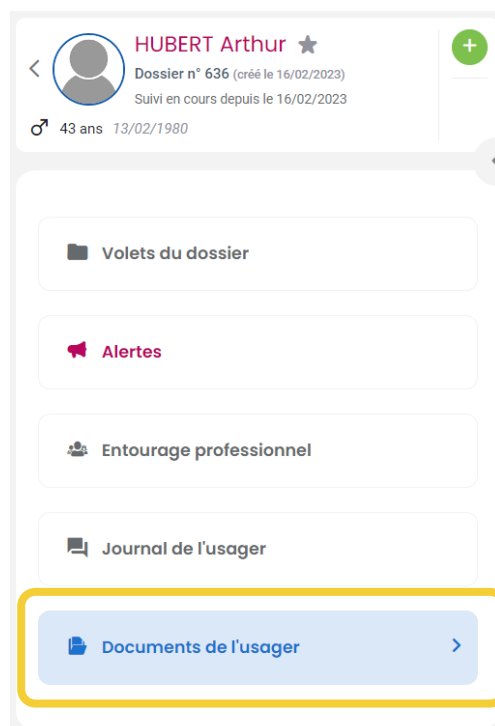 HUBERT Arthur
Dossier n° 636 (créé le 16/02/2023)
Suivi en cours depuis le 16/02/2023
43 ans 13/02/1980
Volets du dossier
Alertes
Entourage professionnel
Journal de l'usager
Documents de l'usager